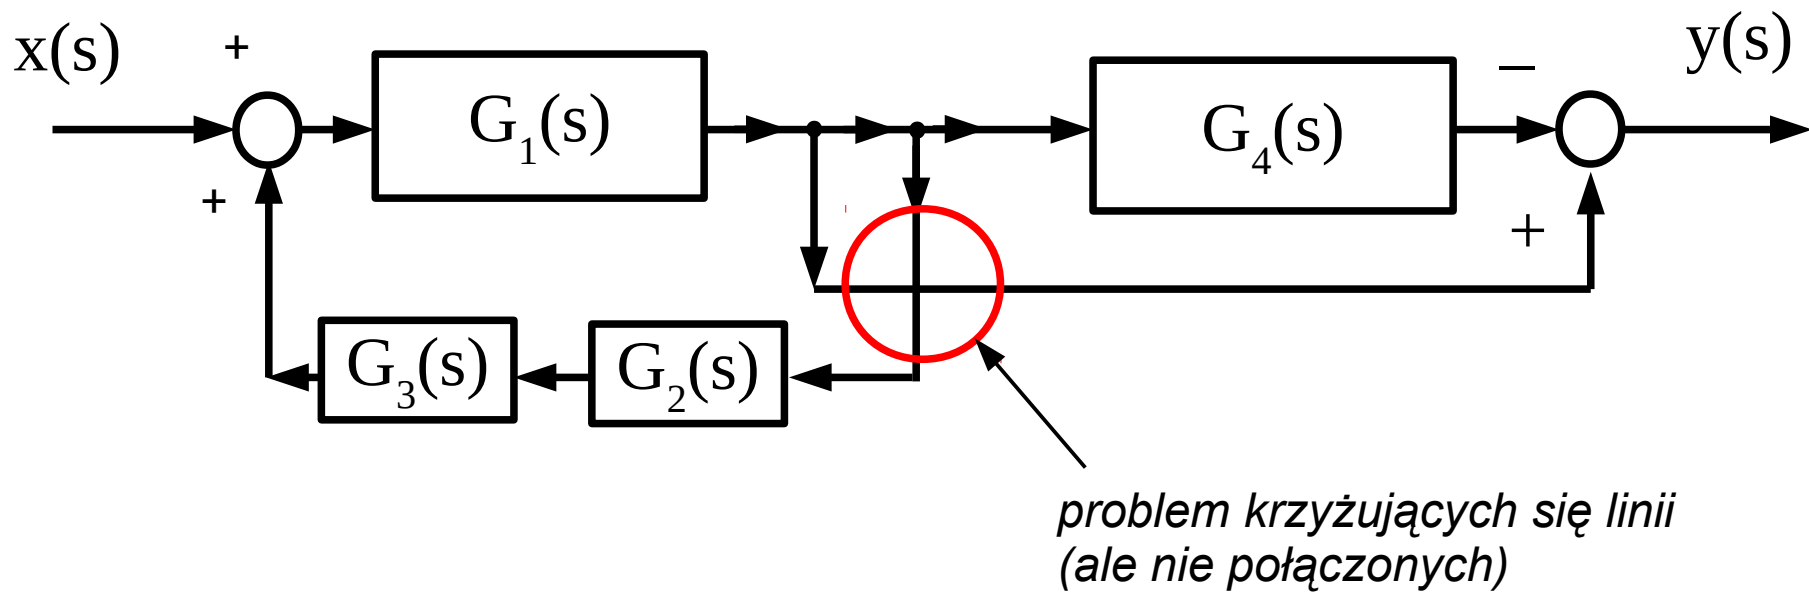 x(s)
+
G1(s)
G4(s)
−
y(s)
+
+
G3(s)
G2(s)
problem krzyżujących się linii
(ale nie połączonych)